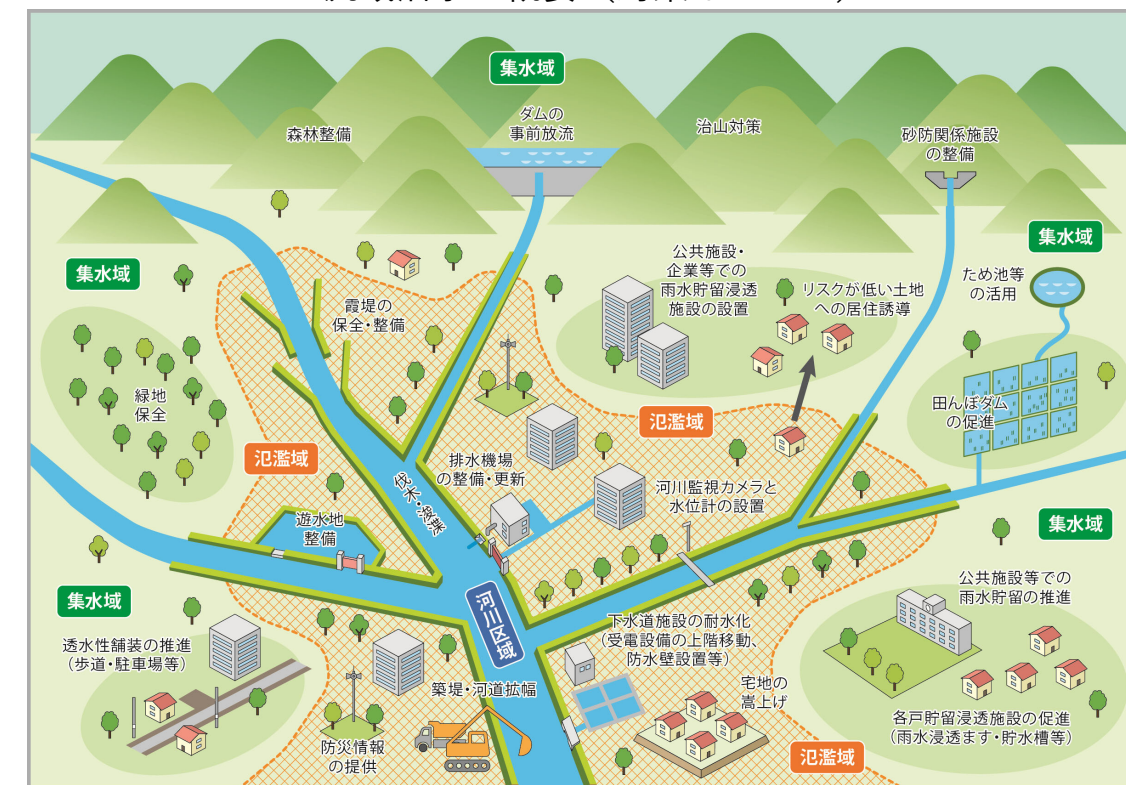 集水域
ダムの
事前放流
森林整備
治山対策
砂防関係施設
の整備
集水域
集水域
公共施設・
企業等での
雨水貯留浸透
施設の設置
リスクが低い土地
への居住誘導
ため池等
の活用
霞堤の
保全・整備
緑地
保全
田んぼダム
の促進
氾濫域
氾濫域
排水機場
の整備・更新
伐木・浚渫
河川監視カメラと
水位計の設置
遊水地
整備
集水域
集水域
公共施設等での
雨水貯留の推進
河川区域
下水道施設の耐水化
(受電設備の上階移動、
防水壁設置等)
透水性舗装の推進
(歩道・駐車場等)
築堤・河道拡幅
宅地の
嵩上げ
各戸貯留浸透施設の促進
(雨水浸透ます・貯水槽等)
防災情報
の提供
氾濫域